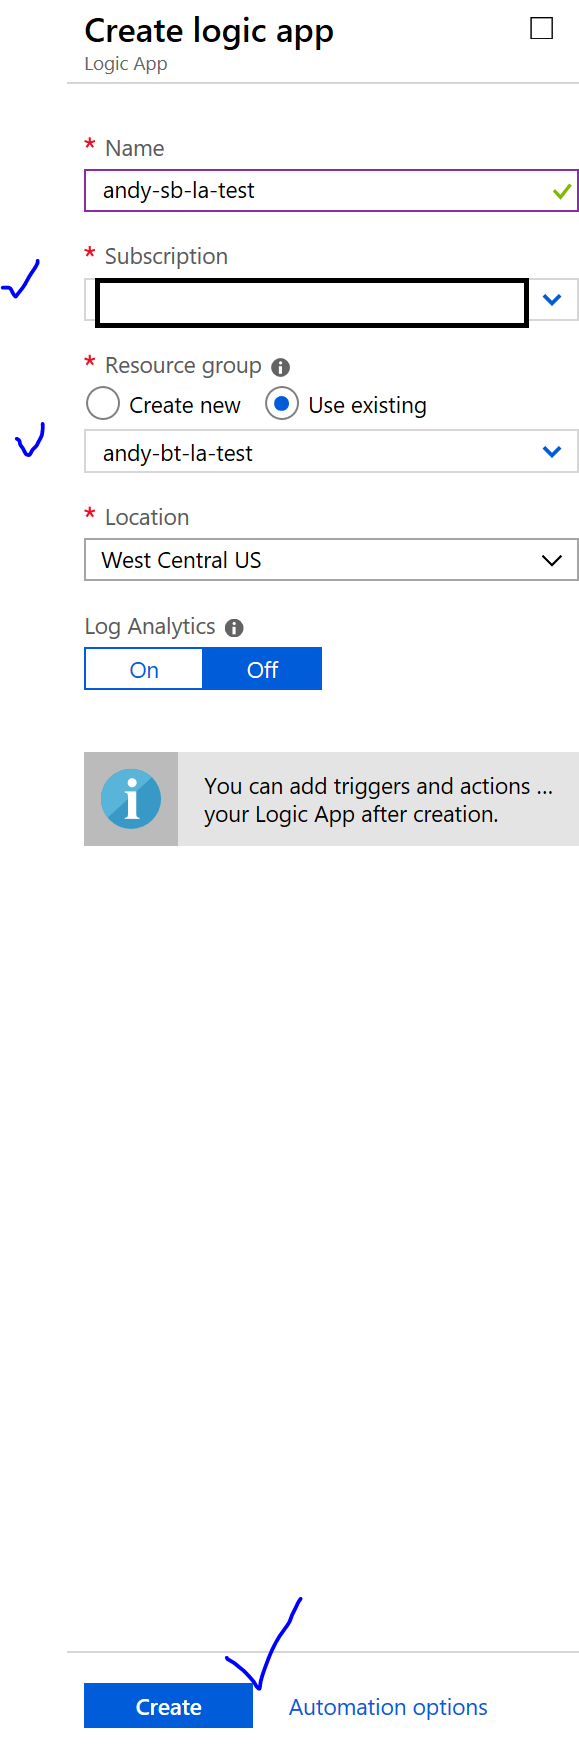 Create logic app
Logic App
* Name
andy-sb-la-test
* Subscription
* Resource group
Create new Use existing
andy-bt-la-test
* Location
West Central US
Log Analytics
On Off
You can add triggers and actions ...
your Logic App after creation.
Create Automation options